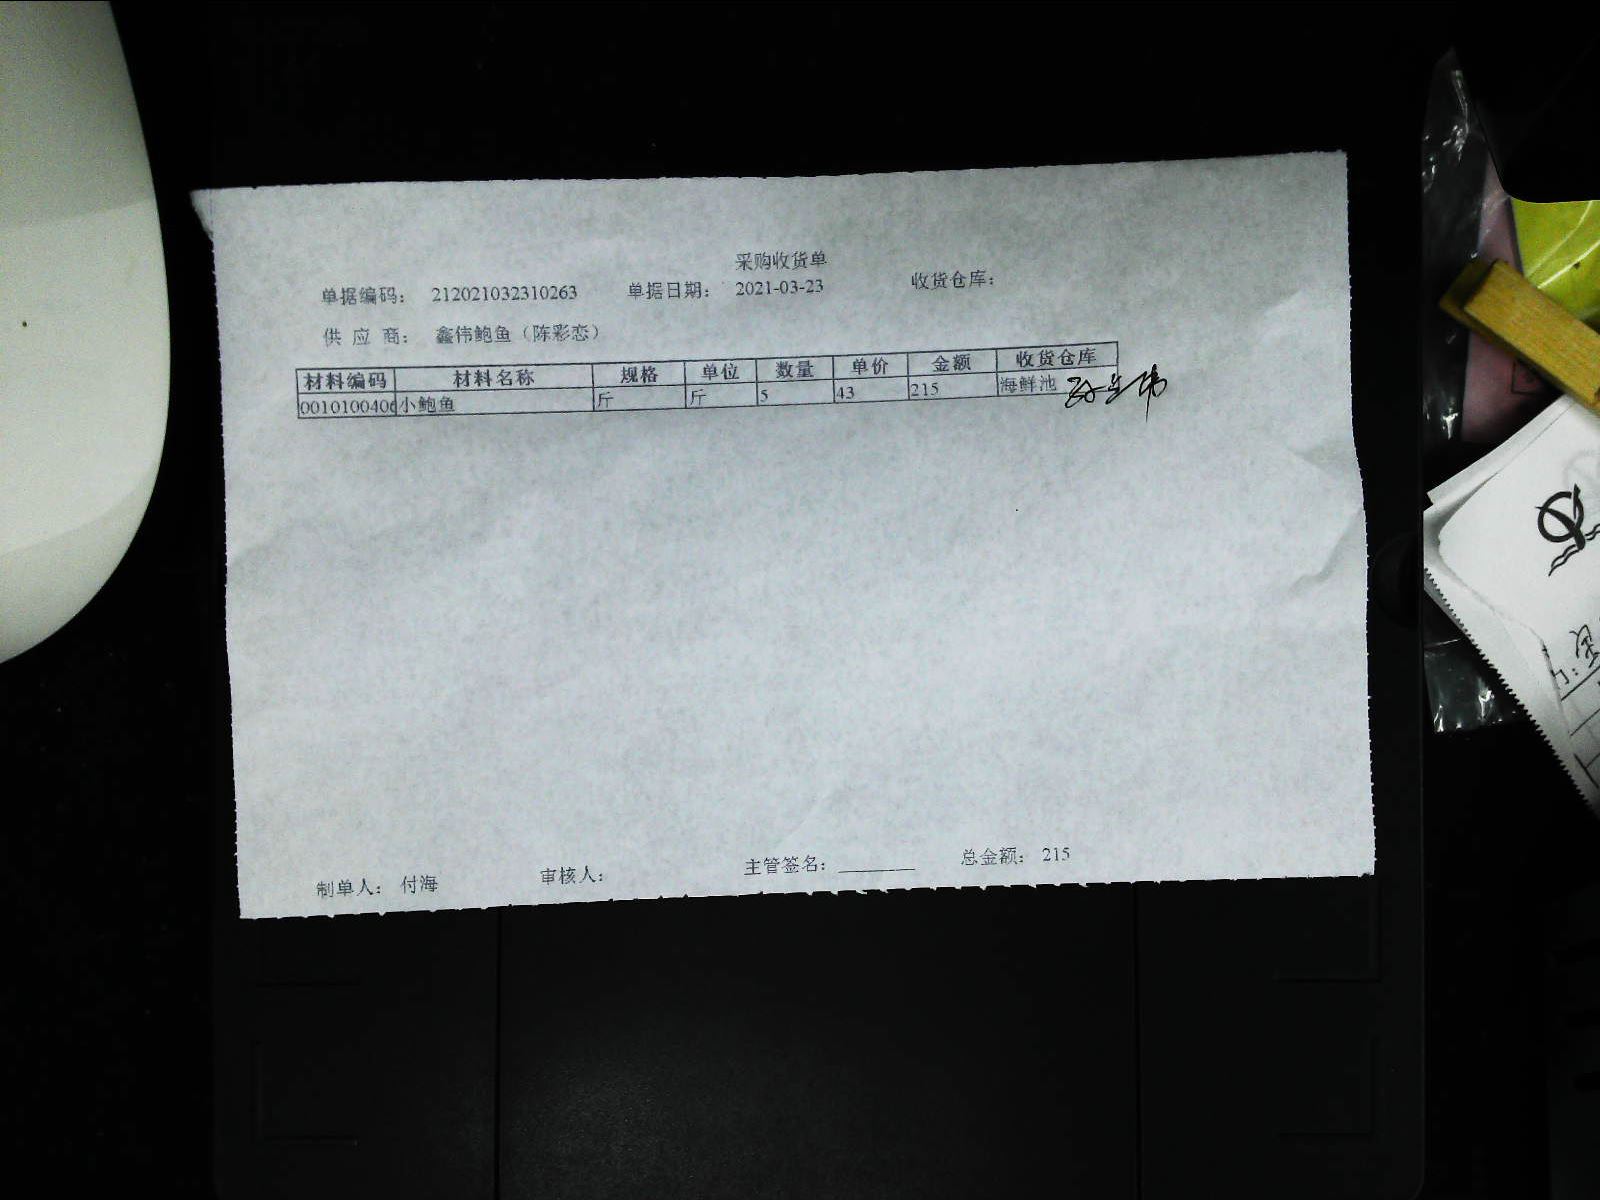 采购收货单
单据编码: 212021032310263 单据日期: 2021-03-23 收货仓库:
供 应 商: 鑫伟鲍鱼（陈彩恋）
材料编码 材料名称 规格 单位 数量 单价 金额 收货仓库
0010100406 小鲍鱼 斤 斤 5 43 215 海鲜池
制单人: 付海 审核人: 主管签名: 总金额: 215